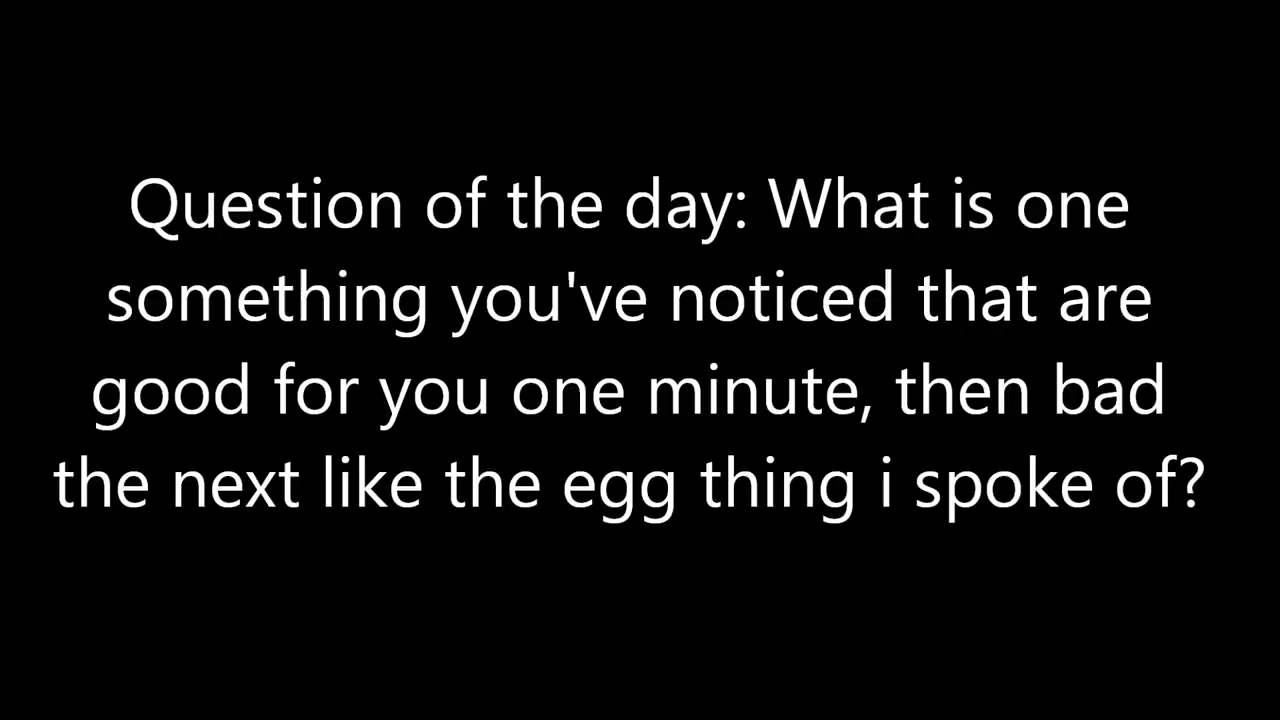 Question of the day: What is one
something you've noticed that are
good for you one minute, then bad
the next like the egg thing i spoke of?